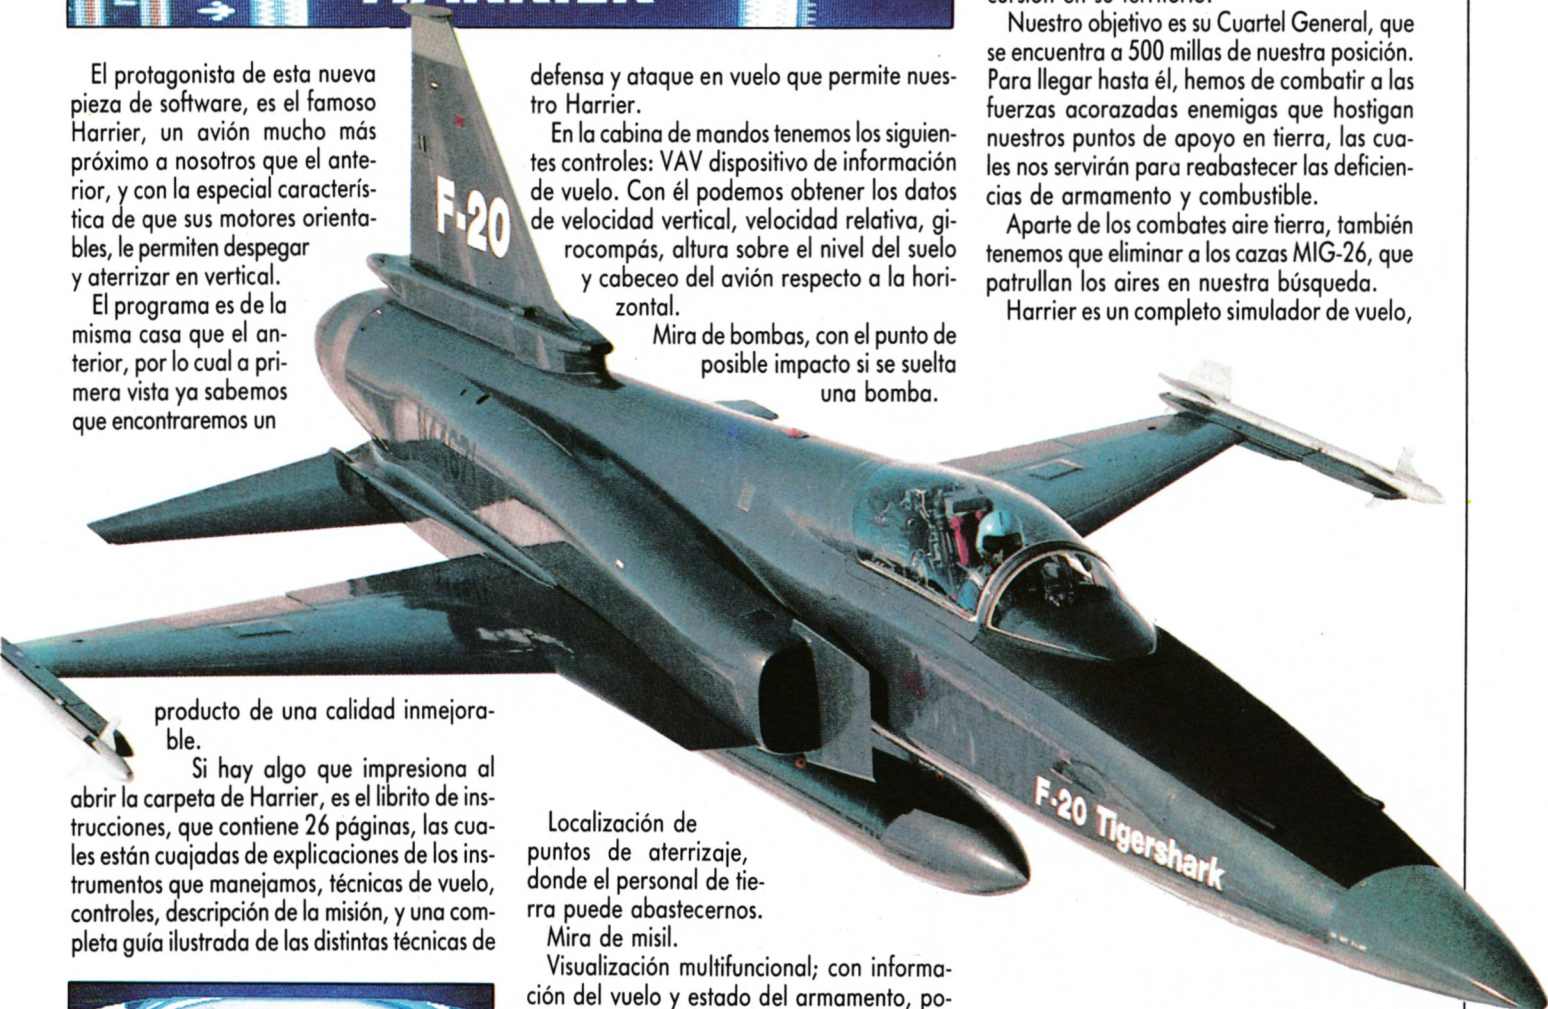 HARRIER
El protagonista de esta nueva
pieza de software, es el famoso
Harrier, un avión mucho más
próximo a nosotros que el ante-
rior, y con la especial caracterís-
tica de que sus motores orienta-
bles, le permiten despegar
y aterrizar en vertical.
El programa es de la
misma casa que el an-
terior, por lo cual a pri-
mera vista ya sabemos
que encontraremos un
producto de una calidad inmejora-
ble.
Si hay algo que impresiona al
abrir la carpeta de Harrier, es el librito de ins-
trucciones, que contiene 26 páginas, las cua-
les están cuajadas de explicaciones de los ins-
trumentos que manejamos, técnicas de vuelo,
controles, descripción de la misión, y una com-
pleta guía ilustrada de las distintas técnicas de
defensa y ataque en vuelo que permite nues-
tro Harrier.
En la cabina de mandos tenemos los siguien-
tes controles: VAV dispositivo de información
de vuelo. Con él podemos obtener los datos
de velocidad vertical, velocidad relativa, gi-
rocompás, altura sobre el nivel del suelo
y cabeceo del avión respecto a la hori-
zontal.
Mira de bombas, con el punto de
posible impacto si se suelta
una bomba.
Localización de
puntos de aterrizaje,
donde el personal de tie-
rra puede abastecernos.
Mira de misil.
Visualización multifuncional; con informa-
ción del vuelo y estado del armamento, po-
cursión en su territorio.
Nuestro objetivo es su Cuartel General, que
se encuentra a 500 millas de nuestra posición.
Para llegar hasta él, hemos de combatir a las
fuerzas acorazadas enemigas que hostigan
nuestros puntos de apoyo en tierra, las cua-
les nos servirán para reabastecer las deficien-
cias de armamento y combustible.
Aparte de los combates aire tierra, también
tenemos que eliminar a los cazas MIG-26, que
patrullan los aires en nuestra búsqueda.
Harrier es un completo simulador de vuelo,
F-20
F-20 Tigershark